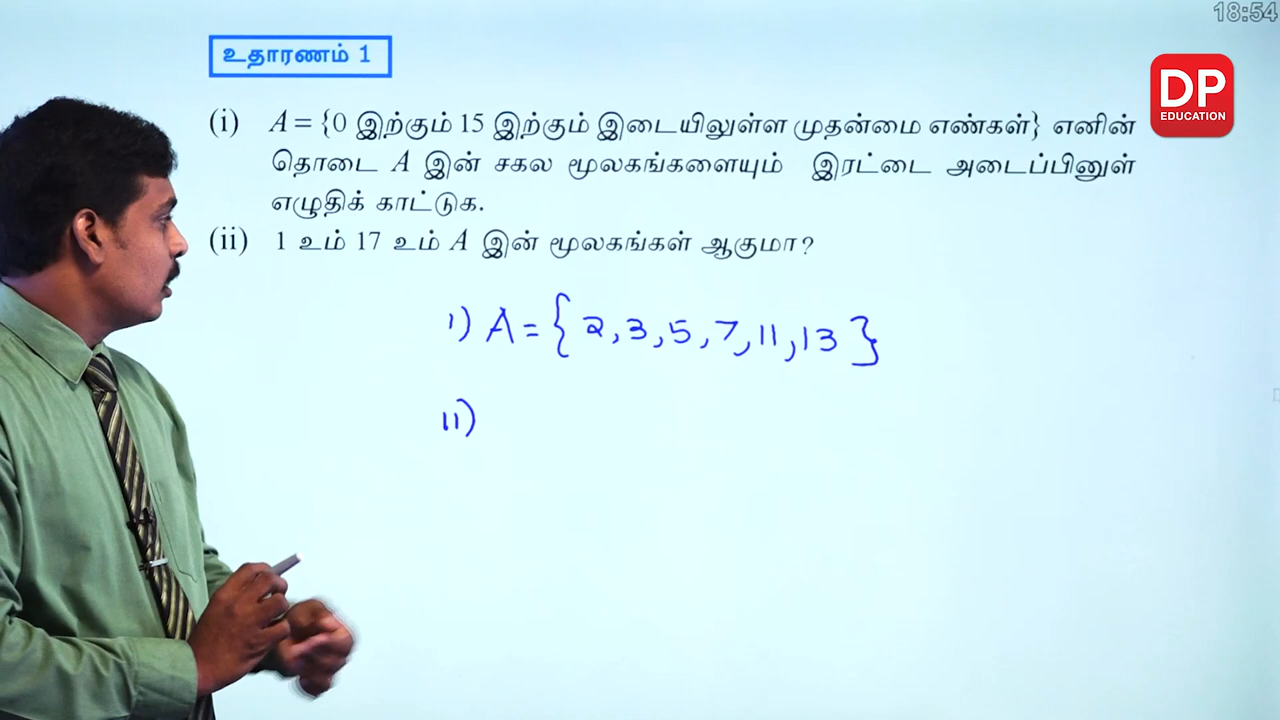 18:54
உதாரணம் 1
DP
EDUCATION
(i) A = {0 இற்கும் 15 இற்கும் இடையிலுள்ள முதன்மை எண்கள்} எனின்
தொடை A இன் சகல மூலகங்களையும் இரட்டை அடைப்பினுள்
எழுதிக் காட்டுக.
(ii) 1 உம் 17 உம் A இன் மூலகங்கள் ஆகுமா?
1) A = { 2, 3, 5, 7, 11, 13 }
11)